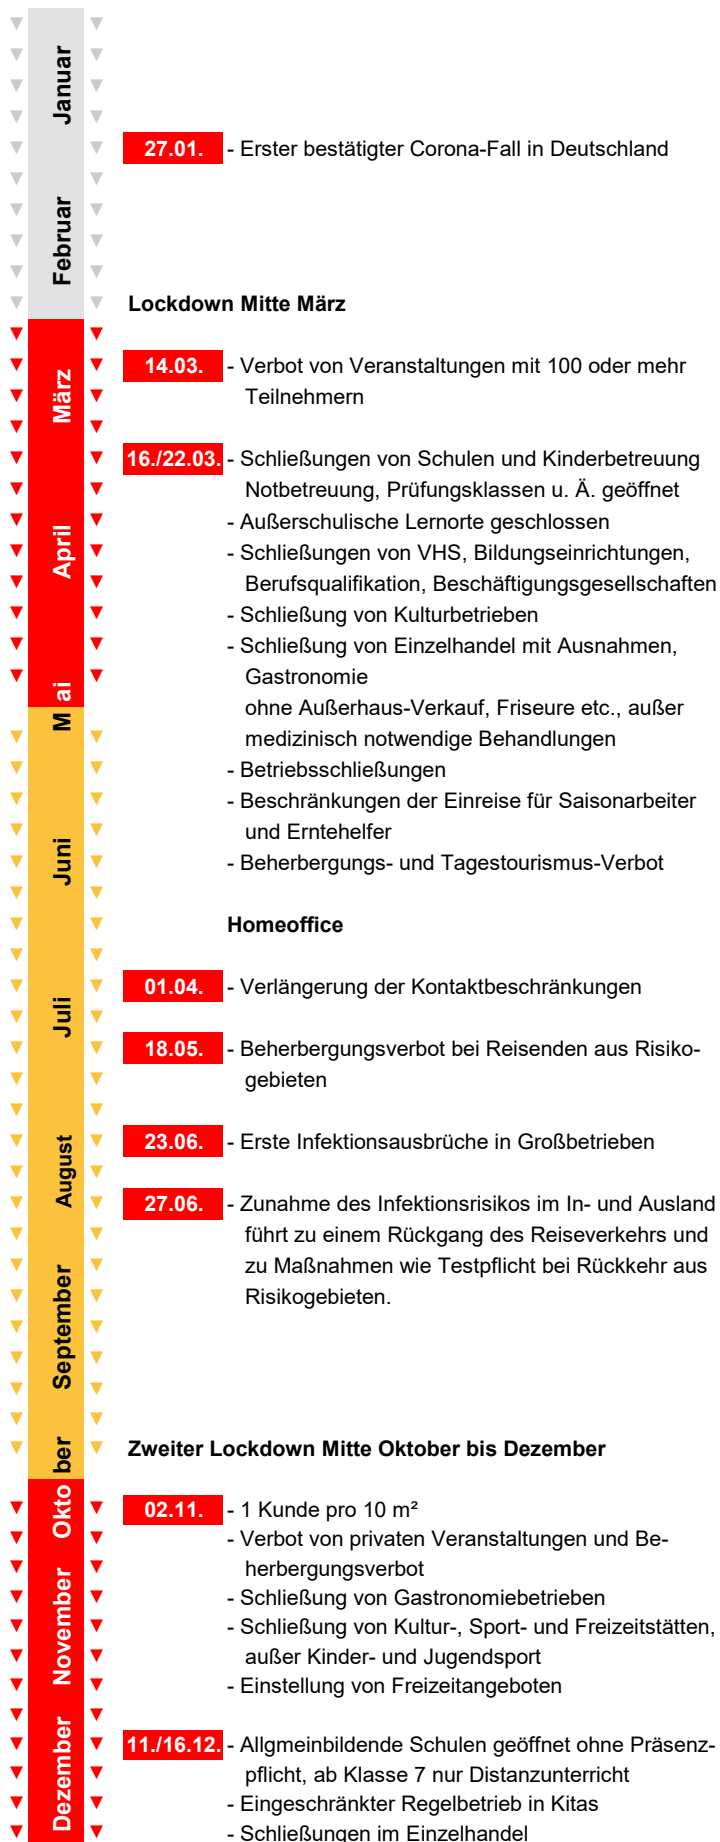 Januar
27.01. - Erster bestätigter Corona-Fall in Deutschland
Februar
Lockdown Mitte März
März
14.03. - Verbot von Veranstaltungen mit 100 oder mehr
Teilnehmern
16./22.03. - Schließungen von Schulen und Kinderbetreuung
Notbetreuung, Prüfungsklassen u. Ä. geöffnet
- Außerschulische Lernorte geschlossen
April
- Schließungen von VHS, Bildungseinrichtungen,
Berufsqualifikation, Beschäftigungsgesellschaften
- Schließung von Kulturbetrieben
- Schließung von Einzelhandel mit Ausnahmen,
Gastronomie
Mai
ohne Außerhaus-Verkauf, Friseure etc., außer
medizinisch notwendige Behandlungen
- Betriebsschließungen
- Beschränkungen der Einreise für Saisonarbeiter
und Erntehelfer
Juni
- Beherbergungs- und Tagestourismus-Verbot
Homeoffice
01.04. - Verlängerung der Kontaktbeschränkungen
Juli
18.05. - Beherbergungsverbot bei Reisenden aus Risiko-
gebieten
23.06. - Erste Infektionsausbrüche in Großbetrieben
August
27.06. - Zunahme des Infektionsrisikos im In- und Ausland
führt zu einem Rückgang des Reiseverkehrs und
zu Maßnahmen wie Testpflicht bei Rückkehr aus
Risikogebieten.
September
Zweiter Lockdown Mitte Oktober bis Dezember
Oktober
02.11. - 1 Kunde pro 10 m²
- Verbot von privaten Veranstaltungen und Be-
herbergungsverbot
- Schließung von Gastronomiebetrieben
- Schließung von Kultur-, Sport- und Freizeitstätten,
außer Kinder- und Jugendsport
November
- Einstellung von Freizeitangeboten
11./16.12. - Allgmeinbildende Schulen geöffnet ohne Präsenz-
pflicht, ab Klasse 7 nur Distanzunterricht
Dezember
- Eingeschränkter Regelbetrieb in Kitas
- Schließungen im Einzelhandel